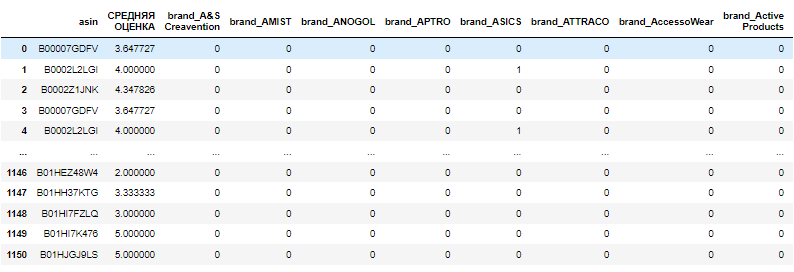 asin СРЕДНЯЯ ОЦЕНКА brand_A&S Creavention brand_AMIST brand_ANOGOL brand_APTRO brand_ASICS brand_ATTRACO brand_AccessoWear brand_Active Products
0 B00007GDFV 3.647727 0 0 0 0 0 0 0 0
1 B0002L2LGI 4.000000 0 0 0 0 1 0 0 0
2 B0002Z1JNK 4.347826 0 0 0 0 0 0 0 0
3 B00007GDFV 3.647727 0 0 0 0 0 0 0 0
4 B0002L2LGI 4.000000 0 0 0 0 1 0 0 0
... ... ... ... ... ... ... ... ... ... ...
1146 B01HEZ48W4 2.000000 0 0 0 0 0 0 0 0
1147 B01HH37KTG 3.333333 0 0 0 0 0 0 0 0
1148 B01HI7FZLQ 3.000000 0 0 0 0 0 0 0 0
1149 B01HI7K476 5.000000 0 0 0 0 0 0 0 0
1150 B01HJGJ9LS 5.000000 0 0 0 0 0 0 0 0